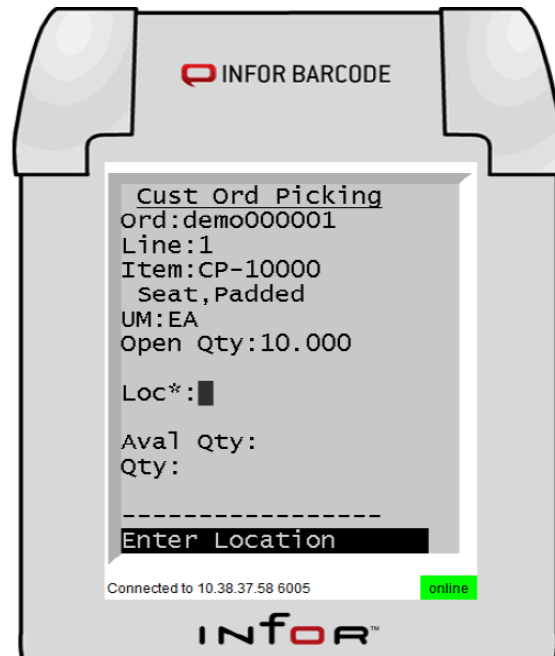 INFOR BARCODE
Cust Ord Picking
Ord:demo000001
Line:1
Item:CP-10000
Seat,Padded
UM:EA
Open Qty:10.000
Loc*:
Aval Qty:
Qty:
-----------------
Enter Location
Connected to 10.38.37.58 6005 online
infor™